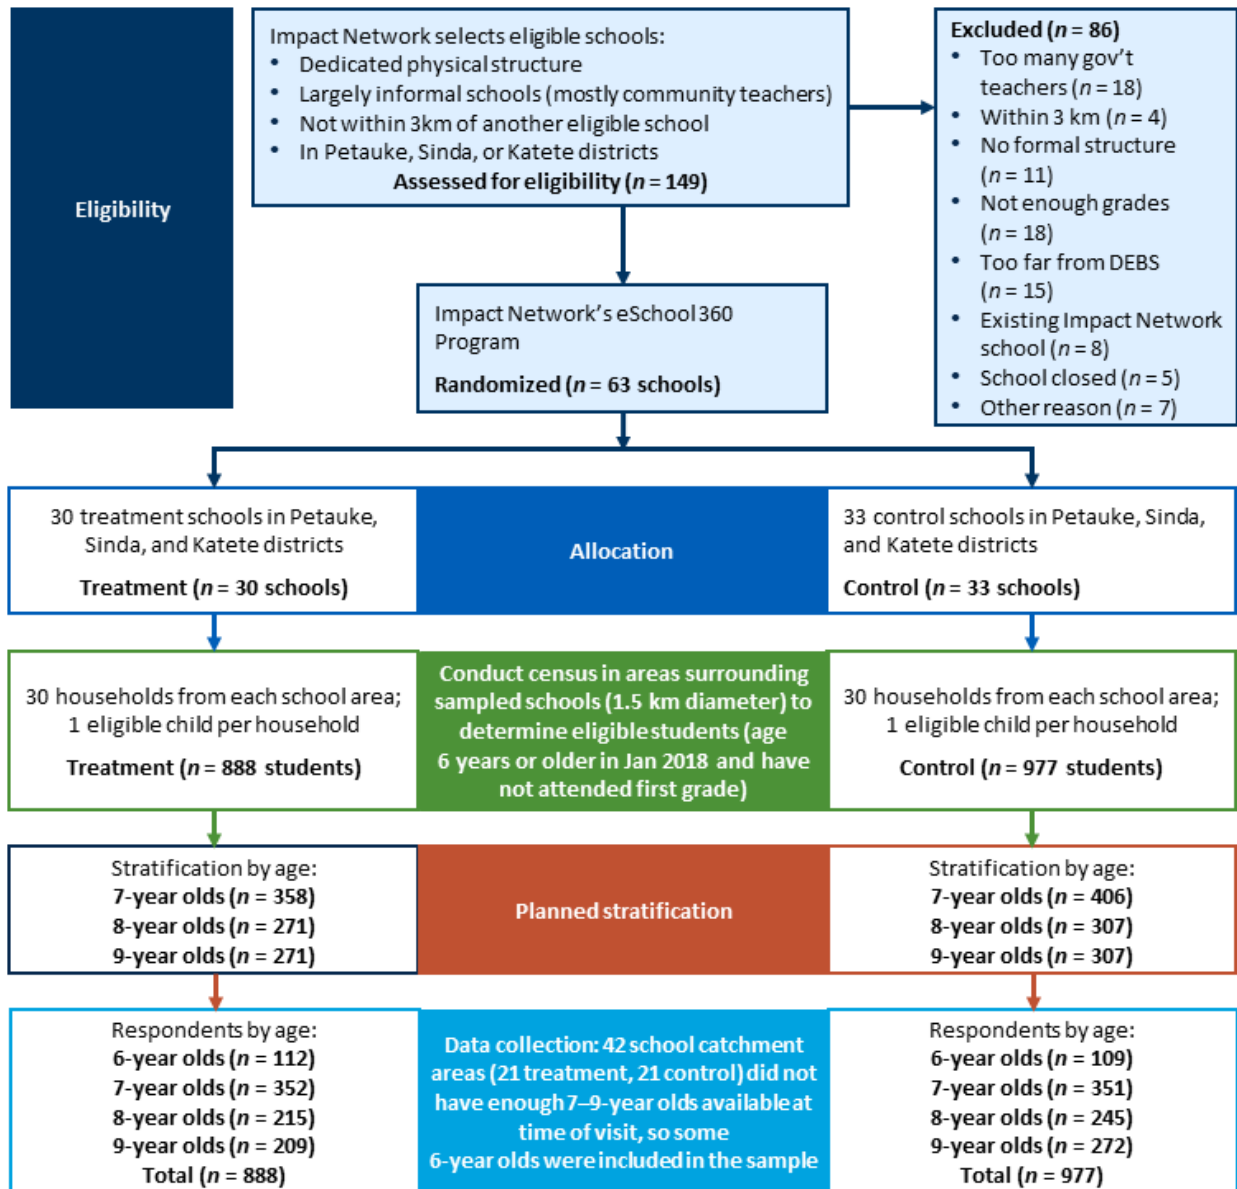 Eligibility
Impact Network selects eligible schools:
• Dedicated physical structure
• Largely informal schools (mostly community teachers)
• Not within 3km of another eligible school
• In Petauke, Sinda, or Katete districts
Assessed for eligibility (n = 149)
Excluded (n = 86)
• Too many gov't
teachers (n = 18)
• Within 3 km (n = 4)
• No formal structure
(n = 11)
• Not enough grades
(n = 18)
• Too far from DEBS
(n = 15)
• Existing Impact Network
school (n = 8)
• School closed (n = 5)
• Other reason (n = 7)
Impact Network's eSchool 360
Program
Randomized (n = 63 schools)
30 treatment schools in Petauke,
Sinda, and Katete districts
Treatment (n = 30 schools)
Allocation
33 control schools in Petauke, Sinda,
and Katete districts
Control (n = 33 schools)
30 households from each school area;
1 eligible child per household
Treatment (n = 888 students)
Conduct census in areas surrounding
sampled schools (1.5 km diameter) to
determine eligible students (age
6 years or older in Jan 2018 and have
not attended first grade)
30 households from each school area;
1 eligible child per household
Control (n = 977 students)
Stratification by age:
7-year olds (n = 358)
8-year olds (n = 271)
9-year olds (n = 271)
Planned stratification
Stratification by age:
7-year olds (n = 406)
8-year olds (n = 307)
9-year olds (n = 307)
Respondents by age:
6-year olds (n = 112)
7-year olds (n = 352)
8-year olds (n = 215)
9-year olds (n = 209)
Total (n = 888)
Data collection: 42 school catchment
areas (21 treatment, 21 control) did not
have enough 7–9-year olds available at
time of visit, so some
6-year olds were included in the sample
Respondents by age:
6-year olds (n = 109)
7-year olds (n = 351)
8-year olds (n = 245)
9-year olds (n = 272)
Total (n = 977)